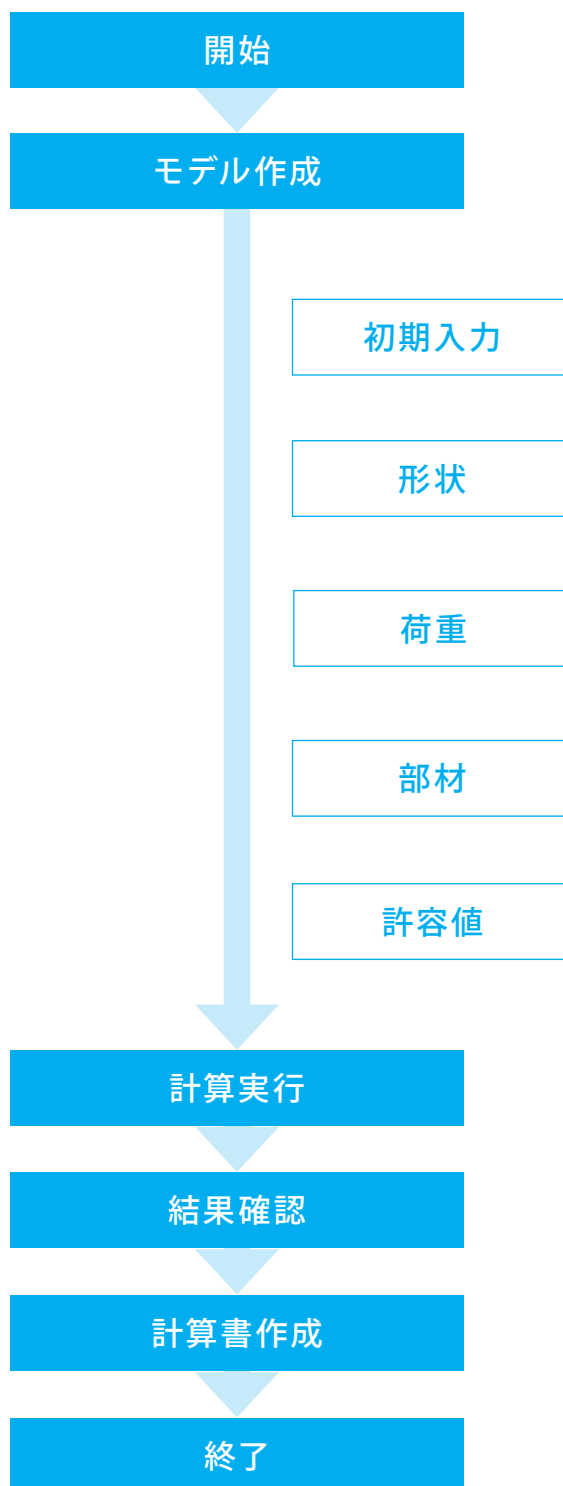 開始
モデル作成
初期入力
形状
荷重
部材
許容値
計算実行
結果確認
計算書作成
終了